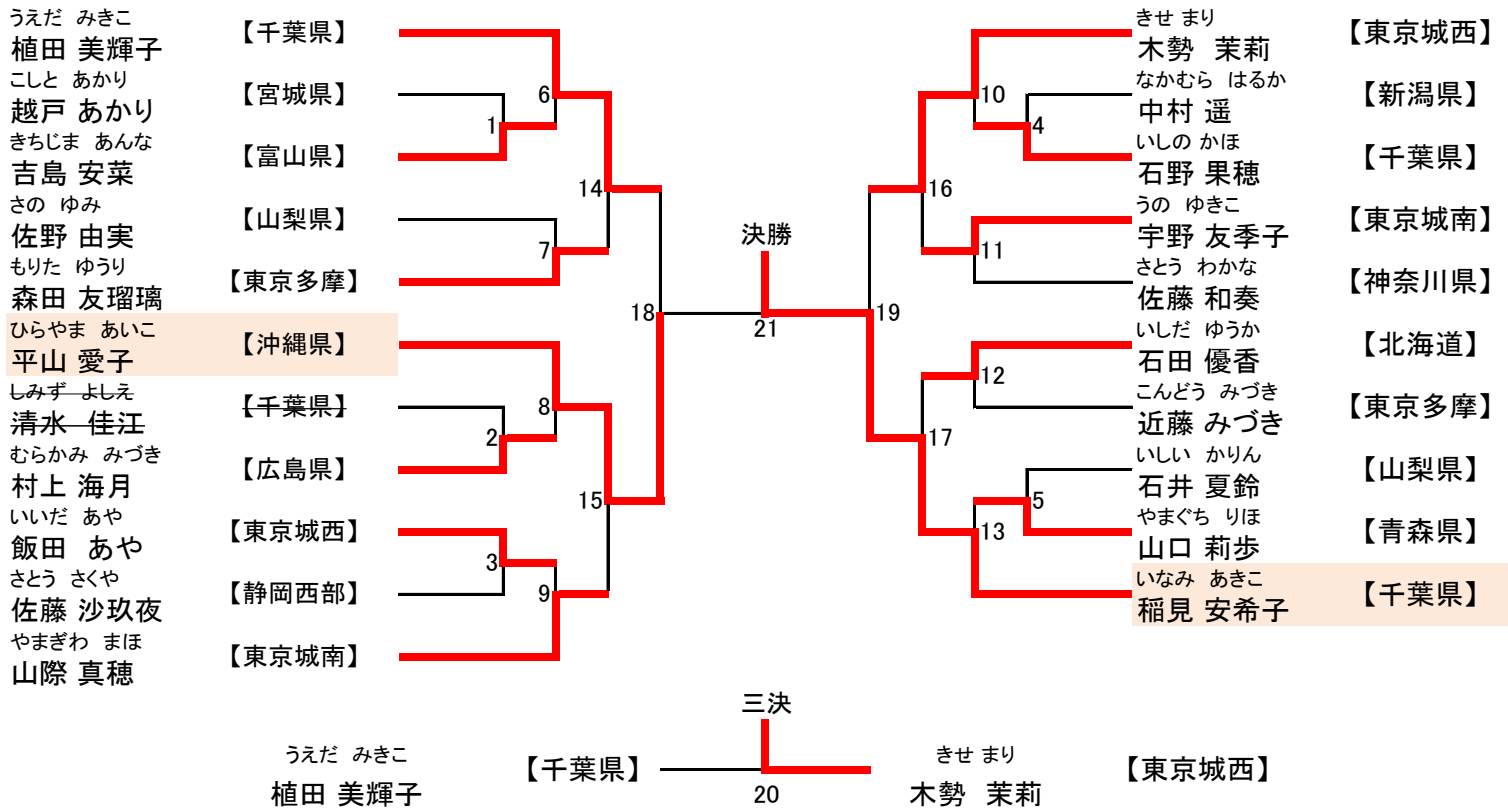 うえだ みきこ
植田 美輝子 【千葉県】
こしと あかり
越戸 あかり 【宮城県】
きちじま あんな
吉島 安菜 【富山県】
さの ゆみ
佐野 由実 【山梨県】
もりた ゆうり
森田 友瑠璃 【東京多摩】
ひらやま あいこ
平山 愛子 【沖縄県】
しみず よしえ
清水 佳江 【千葉県】
むらかみ みづき
村上 海月 【広島県】
いいだ あや
飯田 あや 【東京城西】
さとう さくや
佐藤 沙玖夜 【静岡西部】
やまぎわ まほ
山際 真穂 【東京城南】
1
2
3
6
7
8
9
14
15
18
決勝
21
19
16
17
10
11
12
13
4
5
きせ まり
木勢 茉莉 【東京城西】
なかむら はるか
中村 遥 【新潟県】
いしの かほ
石野 果穂 【千葉県】
うの ゆきこ
宇野 友季子 【東京城南】
さとう わかな
佐藤 和奏 【神奈川県】
いしだ ゆうか
石田 優香 【北海道】
こんどう みづき
近藤 みづき 【東京多摩】
いしい かりん
石井 夏鈴 【山梨県】
やまぐち りほ
山口 莉歩 【青森県】
いなみ あきこ
稲見 安希子 【千葉県】
三決
うえだ みきこ
植田 美輝子 【千葉県】
20
きせ まり
木勢 茉莉 【東京城西】